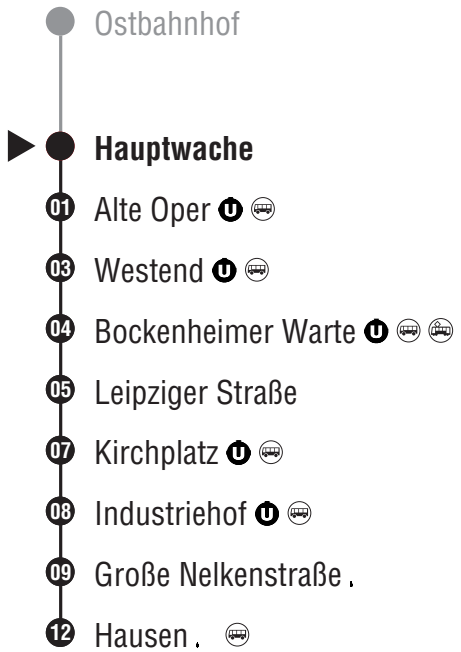 Ostbahnhof
Hauptwache
01 Alte Oper U
03 Westend U
04 Bockenheimer Warte U
05 Leipziger Straße
07 Kirchplatz U
08 Industriehof U
09 Große Nelkenstraße .
12 Hausen .